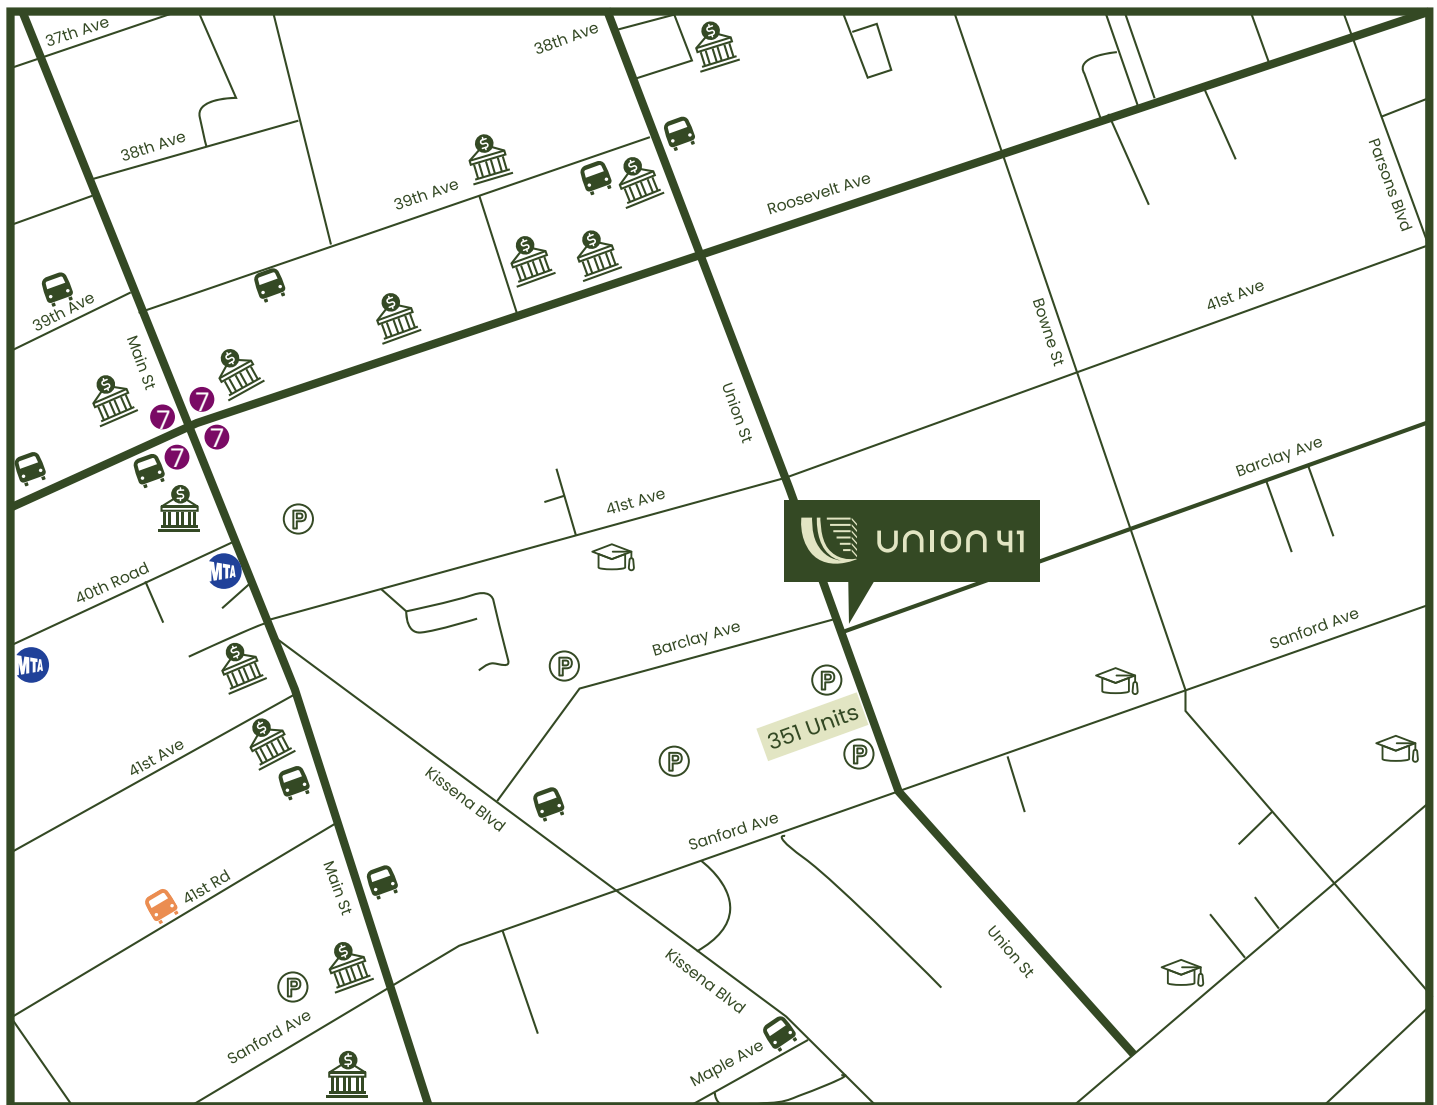 37th Ave
38th Ave
$
38th Ave
$
39th Ave
$
Roosevelt Ave
Parsons Blvd
$
$
39th Ave
$
41st Ave
Bowne St
Main St
$
$
7
7
Union St
7
7
$
P
41st Ave
Barclay Ave
UNION 41
40th Road
MTA
Barclay Ave
Sanford Ave
MTA
$
P
P
351 Units
41st Ave
$
P
P
Kissena Blvd
Sanford Ave
41st Rd
Main St
$
P
Union St
Kissena Blvd
Sanford Ave
Maple Ave
$